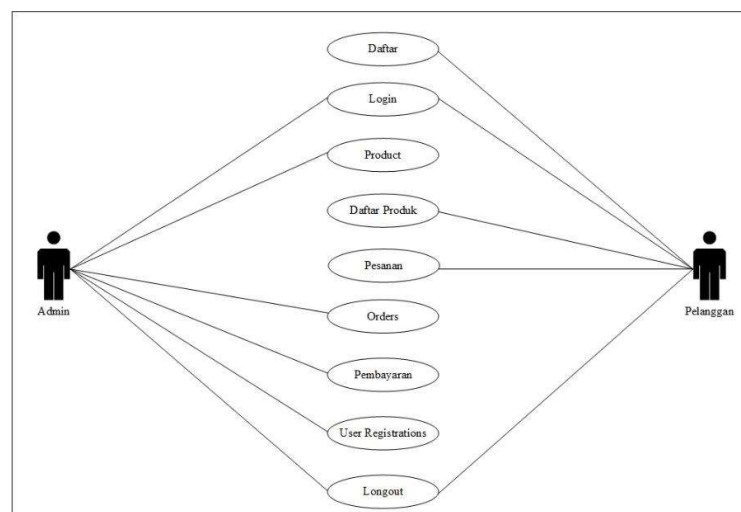 Daftar
Login
Product
Daftar Produk
Pesanan
Admin
Pelanggan
Orders
Pembayaran
User Registrations
Longout